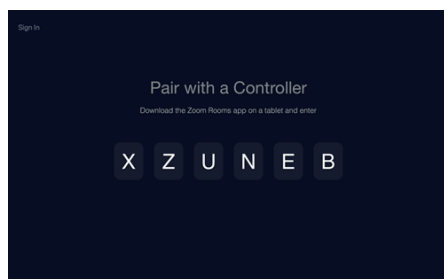 Sign In
Pair with a Controller
Download the Zoom Rooms app on a tablet and enter
X Z U N E B